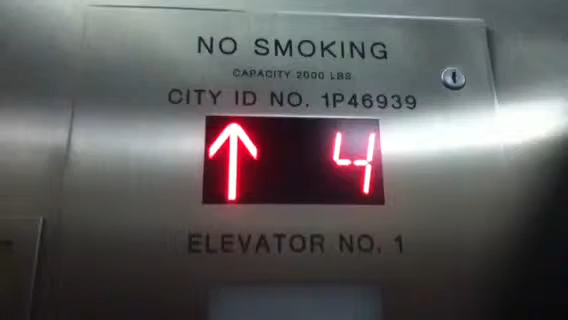 NO SMOKING
CAPACITY 2000 LBS
CITY ID NO. 1P46939
↑ 4
ELEVATOR NO. 1